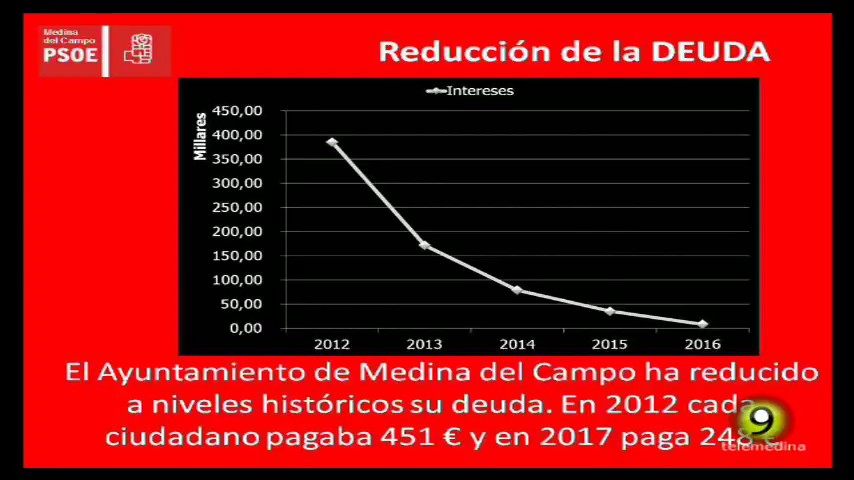 Medina
del Campo
PSOE
Reducción de la DEUDA
Intereses
Millares
450,00
400,00
350,00
300,00
250,00
200,00
150,00
100,00
50,00
0,00
2012 2013 2014 2015 2016
El Ayuntamiento de Medina del Campo ha reducido
a niveles históricos su deuda. En 2012 cada
ciudadano pagaba 451 € y en 2017 paga 248 €
9
telemedina